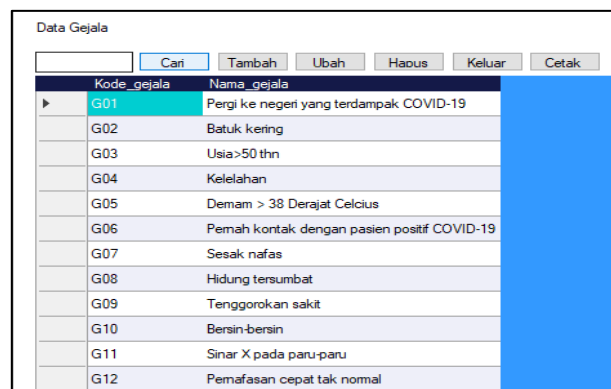 Data Gejala
Cari Tambah Ubah Hapus Keluar Cetak
Kode_gejala Nama_gejala
G01 Pergi ke negeri yang terdampak COVID-19
G02 Batuk kering
G03 Usia>50 thn
G04 Kelelahan
G05 Demam > 38 Derajat Celcius
G06 Pernah kontak dengan pasien positif COVID-19
G07 Sesak nafas
G08 Hidung tersumbat
G09 Tenggorokan sakit
G10 Bersin-bersin
G11 Sinar X pada paru-paru
G12 Pernafasan cepat tak normal